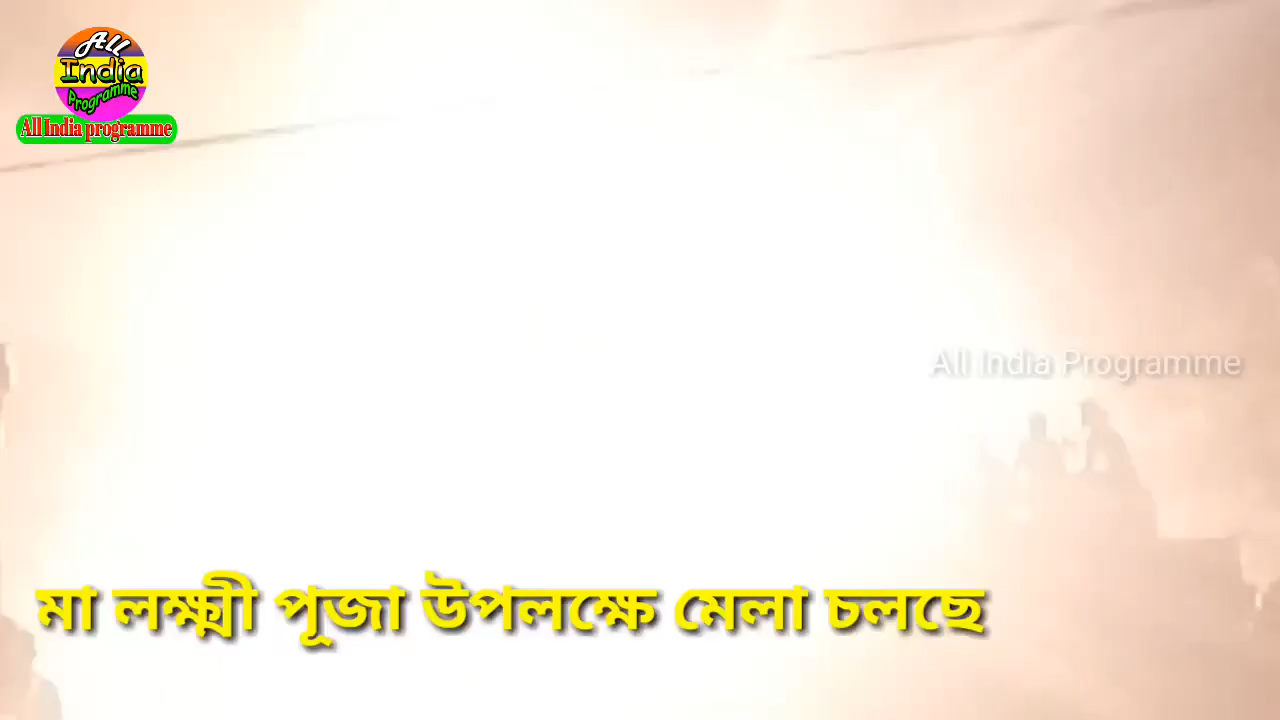 All
India
Programme
All India programme
All India Programme
মা লক্ষ্মী পূজা উপলক্ষে মেলা চলছে